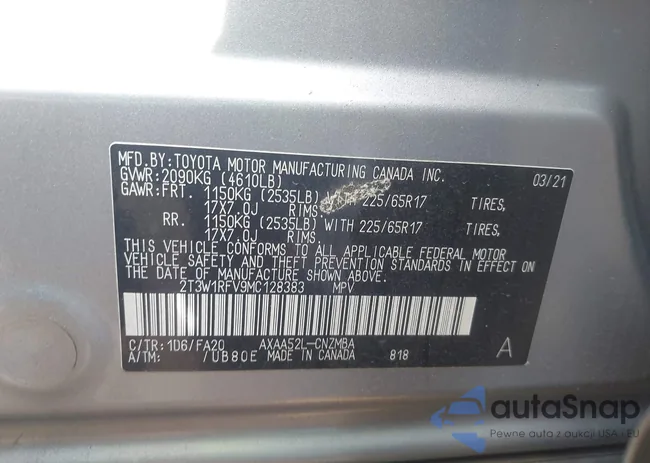 MFD.BY:TOYOTA MOTOR MANUFACTURING CANADA INC.
GVWR:2090KG (4610LB) 03/21
GAWR:FRT. 1150KG (2535LB) WITH 225/65R17 TIRES,
17X7.0J RIMS,
RR. 1150KG (2535LB) WITH 225/65R17 TIRES,
17X7.0J RIMS.
THIS VEHICLE CONFORMS TO ALL APPLICABLE FEDERAL MOTOR
VEHICLE SAFETY AND THEFT PREVENTION STANDARDS IN EFFECT ON
THE DATE OF MANUFACTURE SHOWN ABOVE.
2T3W1RFV9MC128383 MPV
C/TR:1D6/FA20 AXAA52L-CNZMBA
A/TM: /UB80E MADE IN CANADA 818 A
autaSnap
Pewne auta z aukcji USA i EU